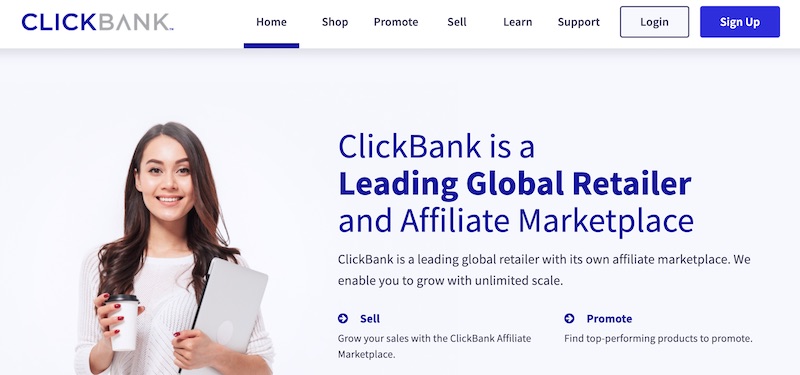 CLICKBANK™
Home Shop Promote Sell Learn Support Login Sign Up
ClickBank is a
Leading Global Retailer
and Affiliate Marketplace
ClickBank is a leading global retailer with its own affiliate marketplace. We
enable you to grow with unlimited scale.
Sell
Grow your sales with the ClickBank Affiliate
Marketplace.
Promote
Find top-performing products to promote.